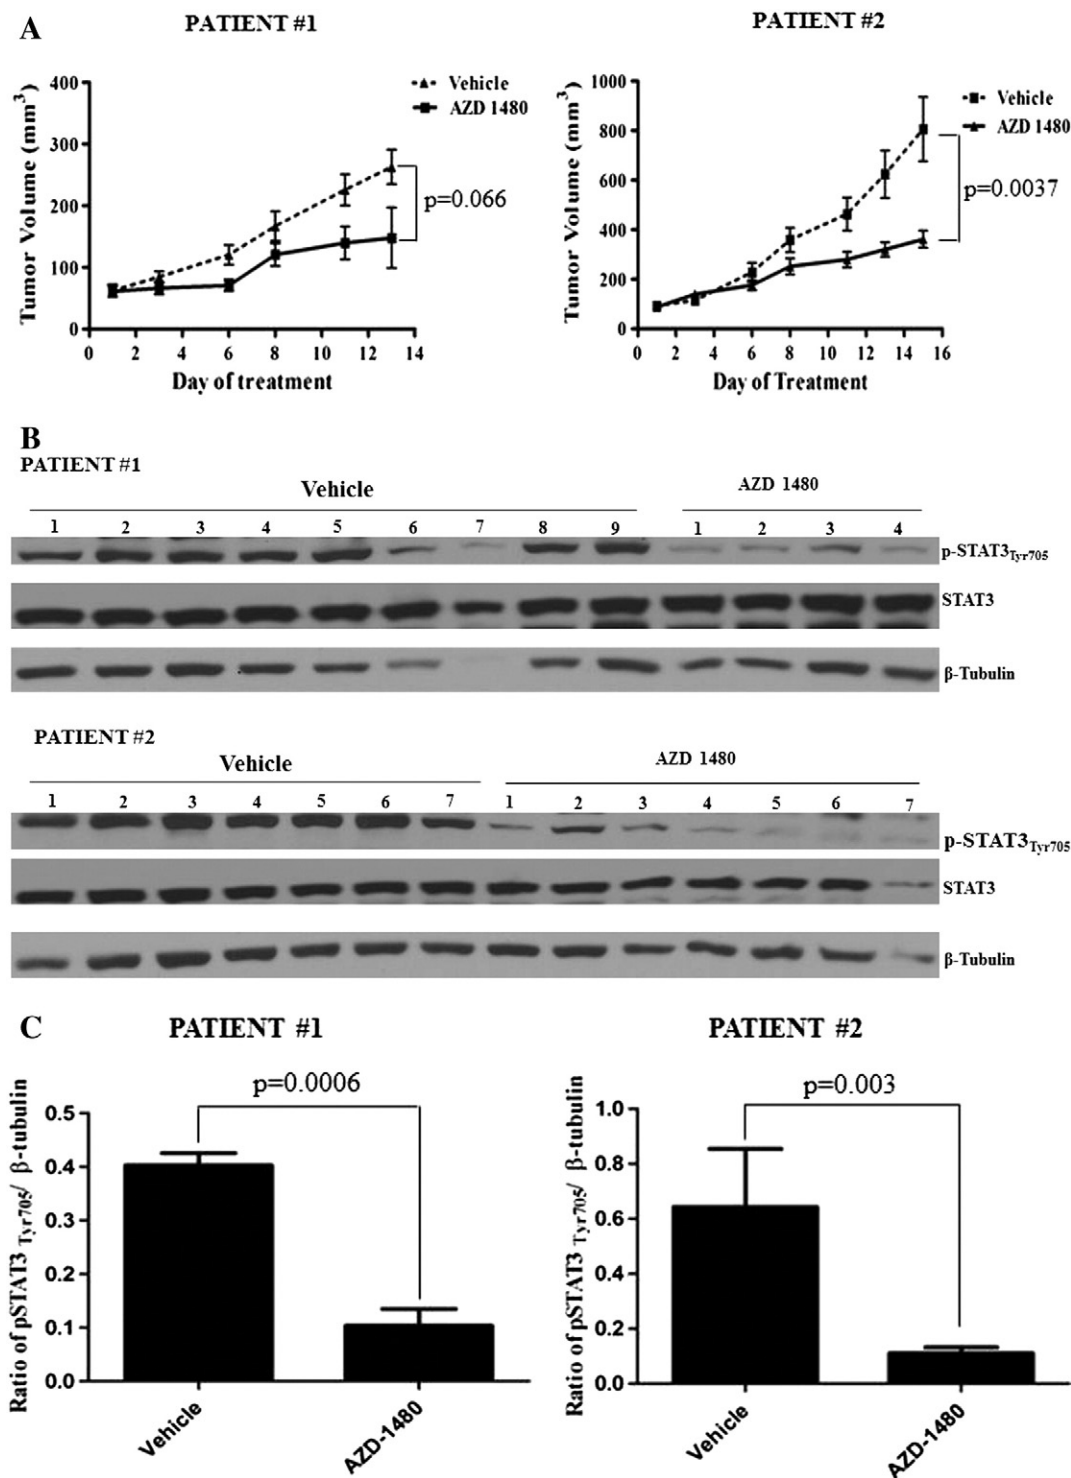 A
PATIENT #1
PATIENT #2
Tumor Volume (mm³)
400
300
200
100
0
0 2 4 6 8 10 12 14
Day of treatment
Vehicle
AZD 1480
p=0.066
Tumor Volume (mm³)
1000
800
600
400
200
0
0 2 4 6 8 10 12 14 16
Day of Treatment
Vehicle
AZD 1480
p=0.0037
B
PATIENT #1
Vehicle
AZD 1480
1 2 3 4 5 6 7 8 9 1 2 3 4
p-STAT3Tyr705
STAT3
β-Tubulin
PATIENT #2
Vehicle
AZD 1480
1 2 3 4 5 6 7 1 2 3 4 5 6 7
p-STAT3Tyr705
STAT3
β-Tubulin
C
PATIENT #1
PATIENT #2
Ratio of pSTAT3 Tyr705/ β-tubulin
p=0.0006
0.5
0.4
0.3
0.2
0.1
0.0
Vehicle
AZD-1480
Ratio of pSTAT3 Tyr705/ β-tubulin
p=0.003
1.0
0.8
0.6
0.4
0.2
0.0
Vehicle
AZD-1480